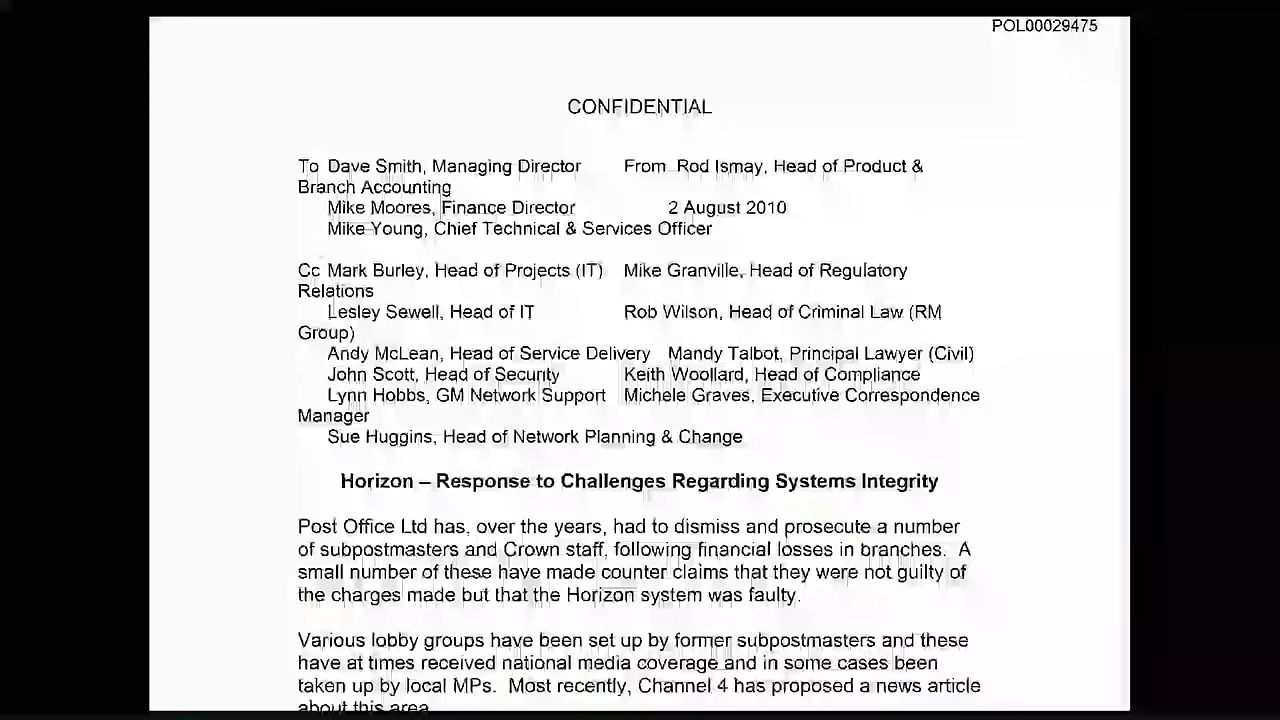 POL00029475
CONFIDENTIAL
To Dave Smith, Managing Director From Rod Ismay, Head of Product &
Branch Accounting
Mike Moores, Finance Director 2 August 2010
Mike Young, Chief Technical & Services Officer
Cc Mark Burley, Head of Projects (IT) Mike Granville, Head of Regulatory
Relations
Lesley Sewell, Head of IT Rob Wilson, Head of Criminal Law (RM
Group)
Andy McLean, Head of Service Delivery Mandy Talbot, Principal Lawyer (Civil)
John Scott, Head of Security Keith Woollard, Head of Compliance
Lynn Hobbs, GM Network Support Michele Graves, Executive Correspondence
Manager
Sue Huggins, Head of Network Planning & Change
Horizon – Response to Challenges Regarding Systems Integrity
Post Office Ltd has, over the years, had to dismiss and prosecute a number
of subpostmasters and Crown staff, following financial losses in branches. A
small number of these have made counter claims that they were not guilty of
the charges made but that the Horizon system was faulty.
Various lobby groups have been set up by former subpostmasters and these
have at times received national media coverage and in some cases been
taken up by local MPs. Most recently, Channel 4 has proposed a news article
about this area